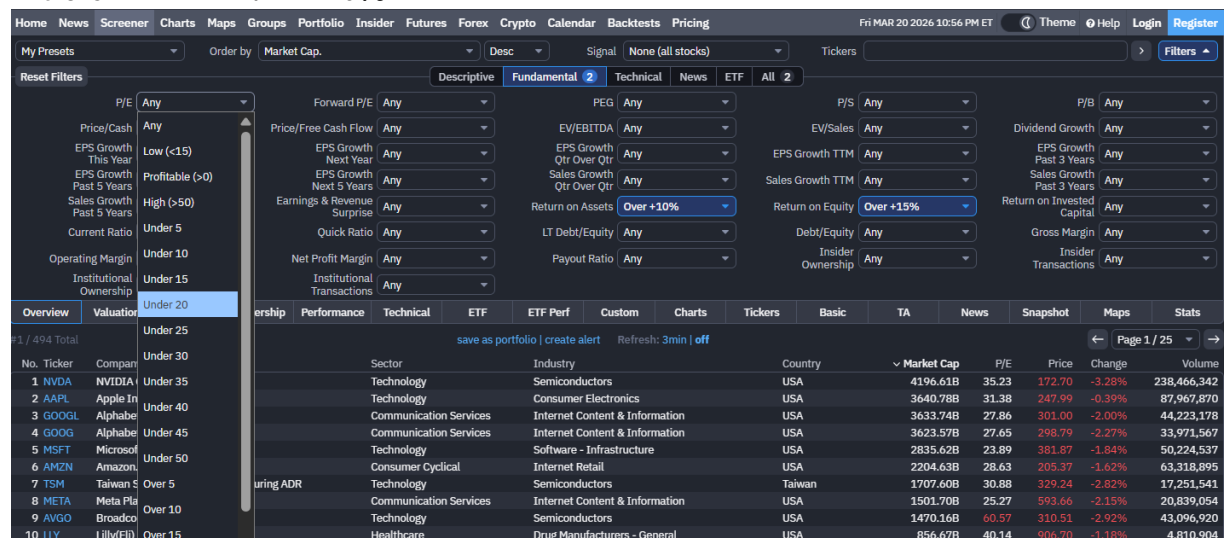 Home News Screener Charts Maps Groups Portfolio Insider Futures Forex Crypto Calendar Backtests Pricing Fri MAR 20 2026 10:56 PM ET Theme Help Login Register
My Presets Order by Market Cap. Desc Signal None (all stocks) Tickers > Filters
Reset Filters Descriptive Fundamental 2 Technical News ETF All 2
P/E Any Forward P/E Any PEG Any P/S Any P/B Any
Price/Cash Any Price/Free Cash Flow Any EV/EBITDA Any EV/Sales Any Dividend Growth Any
EPS Growth This Year Low (<15) EPS Growth Next Year Any EPS Growth Qtr Over Qtr Any EPS Growth TTM Any EPS Growth Past 3 Years Any
EPS Growth Past 5 Years Profitable (>0) EPS Growth Next 5 Years Any Sales Growth Qtr Over Qtr Any Sales Growth TTM Any Sales Growth Past 3 Years Any
Sales Growth Past 5 Years High (>50) Earnings & Revenue Surprise Any Return on Assets Over +10% Return on Equity Over +15% Return on Invested Capital Any
Current Ratio Under 5 Quick Ratio Any LT Debt/Equity Any Debt/Equity Any Gross Margin Any
Operating Margin Under 10 Net Profit Margin Any Payout Ratio Any Insider Ownership Any Insider Transactions Any
Institutional Ownership Under 15 Institutional Transactions Any
Under 20
Overview Valuation ership Performance Technical ETF ETF Perf Custom Charts Tickers Basic TA News Snapshot Maps Stats
Under 25
#1 / 494 Total save as portfolio | create alert Refresh: 3min | off Page 1 / 25
Under 30
No. Ticker Company Sector Industry Country Market Cap P/E Price Change Volume
1 NVDA NVIDIA Under 35 Technology Semiconductors USA 4196.61B 35.23 172.70 -3.28% 238,466,342
2 AAPL Apple In Technology Consumer Electronics USA 3640.78B 31.38 247.99 -0.39% 87,967,870
Under 40
3 GOOGL Alphabe Communication Services Internet Content & Information USA 3633.74B 27.86 301.00 -2.00% 44,223,178
4 GOOG Alphabe Under 45 Communication Services Internet Content & Information USA 3623.57B 27.65 298.79 -2.27% 33,971,567
5 MSFT Microsof Technology Software - Infrastructure USA 2835.62B 23.89 381.87 -1.84% 50,224,537
Under 50
6 AMZN Amazon. Consumer Cyclical Internet Retail USA 2204.63B 28.63 205.37 -1.62% 63,318,895
7 TSM Taiwan S Over 5 uring ADR Technology Semiconductors Taiwan 1707.60B 30.88 329.24 -2.82% 17,251,541
8 META Meta Pla Communication Services Internet Content & Information USA 1501.70B 25.27 593.66 -2.15% 20,839,054
Over 10
9 AVGO Broadco Technology Semiconductors USA 1470.16B 60.57 310.51 -2.92% 43,096,920
10 LLY Lilly(Eli) Over 15 Healthcare Drug Manufacturers - General USA 856.67B 40.14 906.70 -1.18% 4,810,904